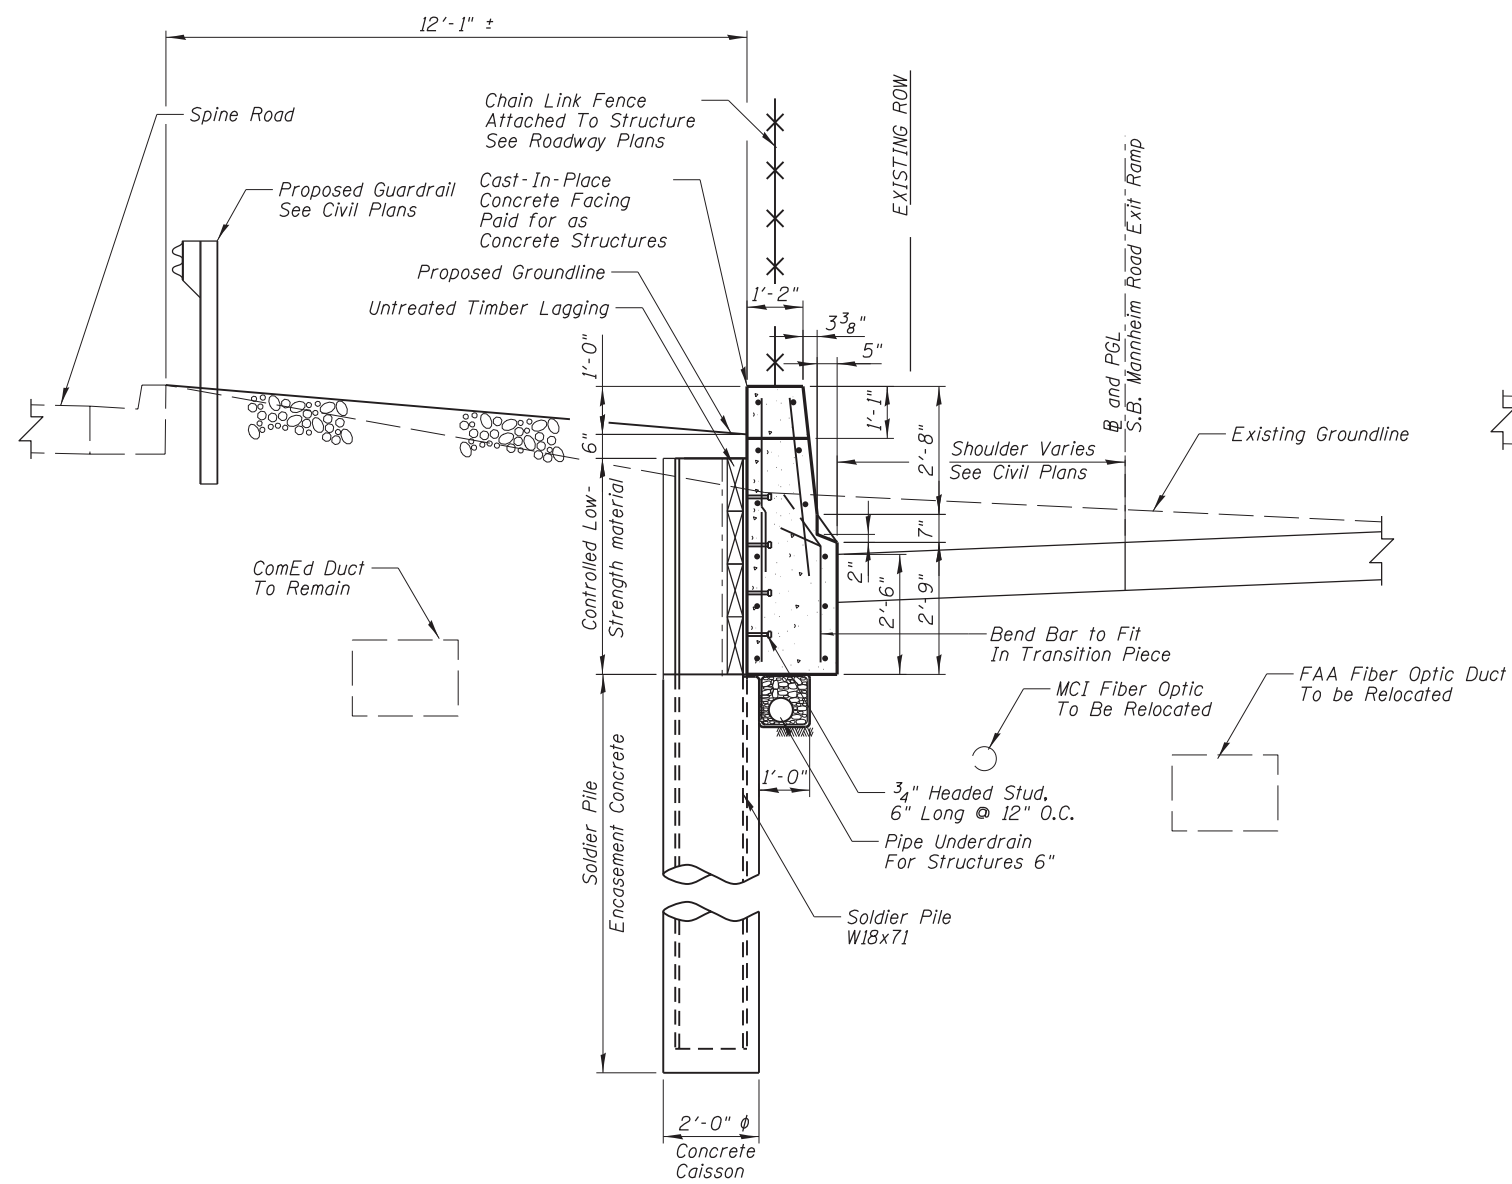 12'-1" ±
Spine Road
Chain Link Fence
Attached To Structure
See Roadway Plans
EXISTING ROW
Proposed Guardrail
See Civil Plans
Cast-In-Place
Concrete Facing
Paid for as
Concrete Structures
Proposed Groundline
Untreated Timber Lagging
1'-2"
3 3/8"
5"
1'-0"
6"
1'-1"
2'-8"
7"
2"
2'-6"
2'-9"
℄ and PGL
S.B. Mannheim Road Exit Ramp
Shoulder Varies
See Civil Plans
Existing Groundline
Controlled Low-
Strength material
ComEd Duct
To Remain
Bend Bar to Fit
In Transition Piece
MCI Fiber Optic
To Be Relocated
FAA Fiber Optic Duct
To be Relocated
1'-0"
3/4" Headed Stud,
6" Long @ 12" O.C.
Pipe Underdrain
For Structures 6"
Soldier Pile
Encasement Concrete
Soldier Pile
W18x71
2'-0" ϕ
Concrete
Caisson